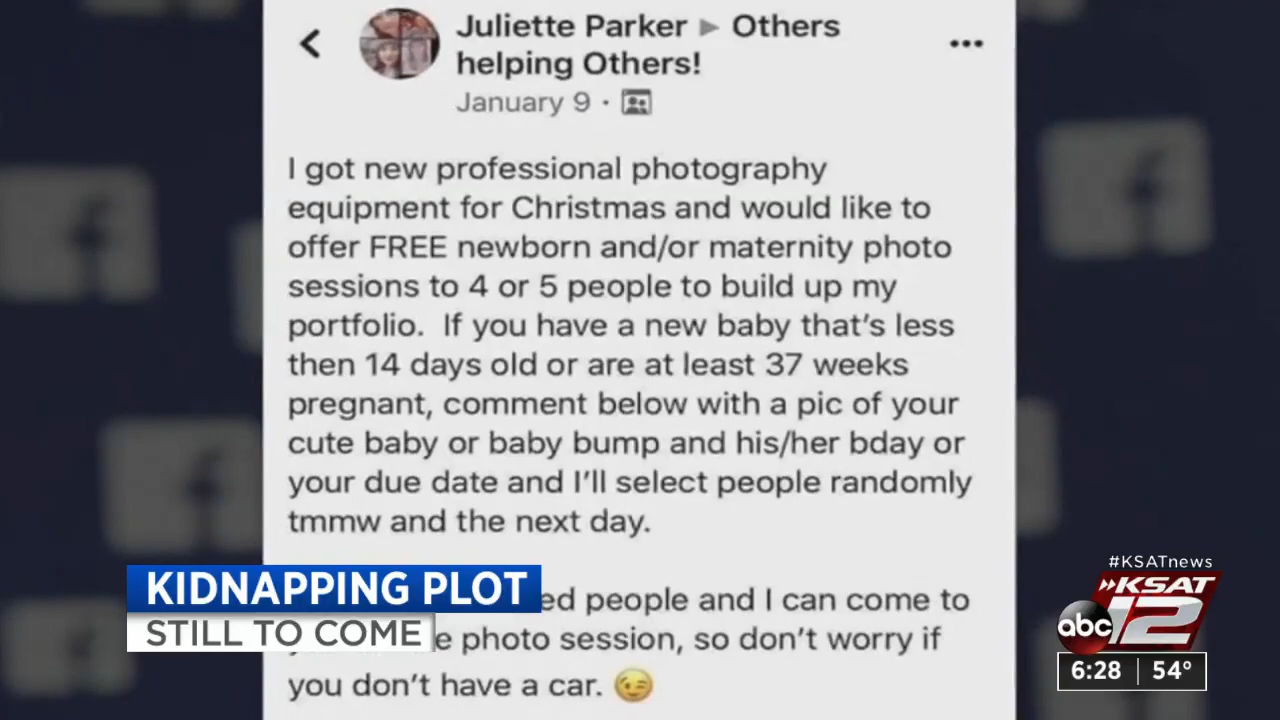 Juliette Parker ▸ Others
helping Others!
January 9 ·
I got new professional photography
equipment for Christmas and would like to
offer FREE newborn and/or maternity photo
sessions to 4 or 5 people to build up my
portfolio. If you have a new baby that's less
then 14 days old or are at least 37 weeks
pregnant, comment below with a pic of your
cute baby or baby bump and his/her bday or
your due date and I'll select people randomly
tmmw and the next day.
ed people and I can come to
photo session, so don't worry if
you don't have a car. 😉
KIDNAPPING PLOT
STILL TO COME
#KSATnews
»KSAT
abc 12
6:28 54°